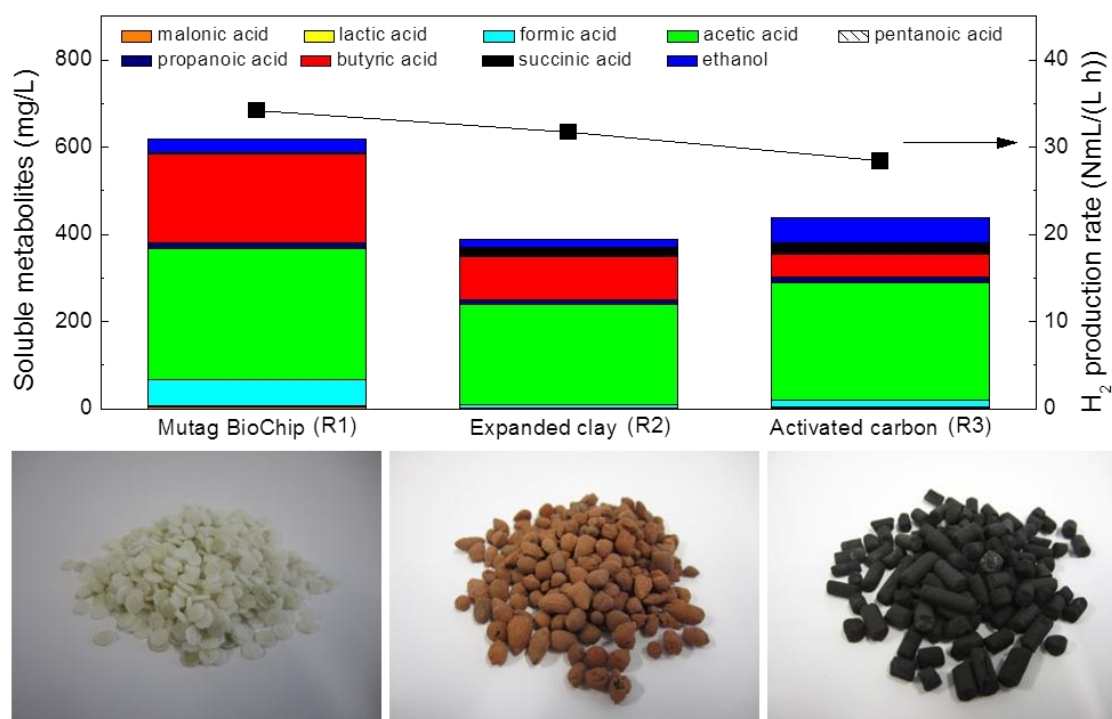 malonic acid lactic acid formic acid acetic acid pentanoic acid
propanoic acid butyric acid succinic acid ethanol
Soluble metabolites (mg/L)
800
600
400
200
0
H₂ production rate (NmL/(L h))
40
30
20
10
0
Mutag BioChip (R1) Expanded clay (R2) Activated carbon (R3)